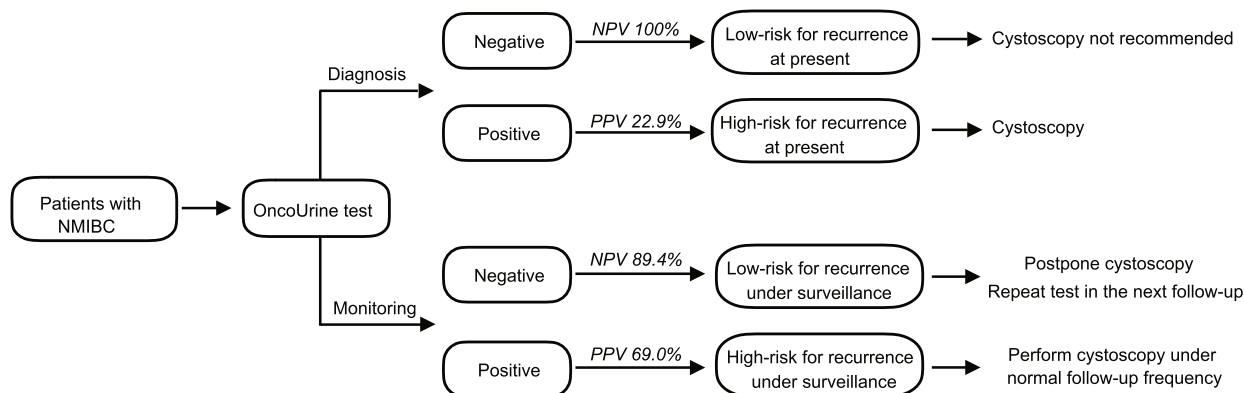 Patients with
NMIBC
OncoUrine test
Diagnosis
Negative
NPV 100%
Low-risk for recurrence
at present
Cystoscopy not recommended
Positive
PPV 22.9%
High-risk for recurrence
at present
Cystoscopy
Monitoring
Negative
NPV 89.4%
Low-risk for recurrence
under surveillance
Postpone cystoscopy
Repeat test in the next follow-up
Positive
PPV 69.0%
High-risk for recurrence
under surveillance
Perform cystoscopy under
normal follow-up frequency